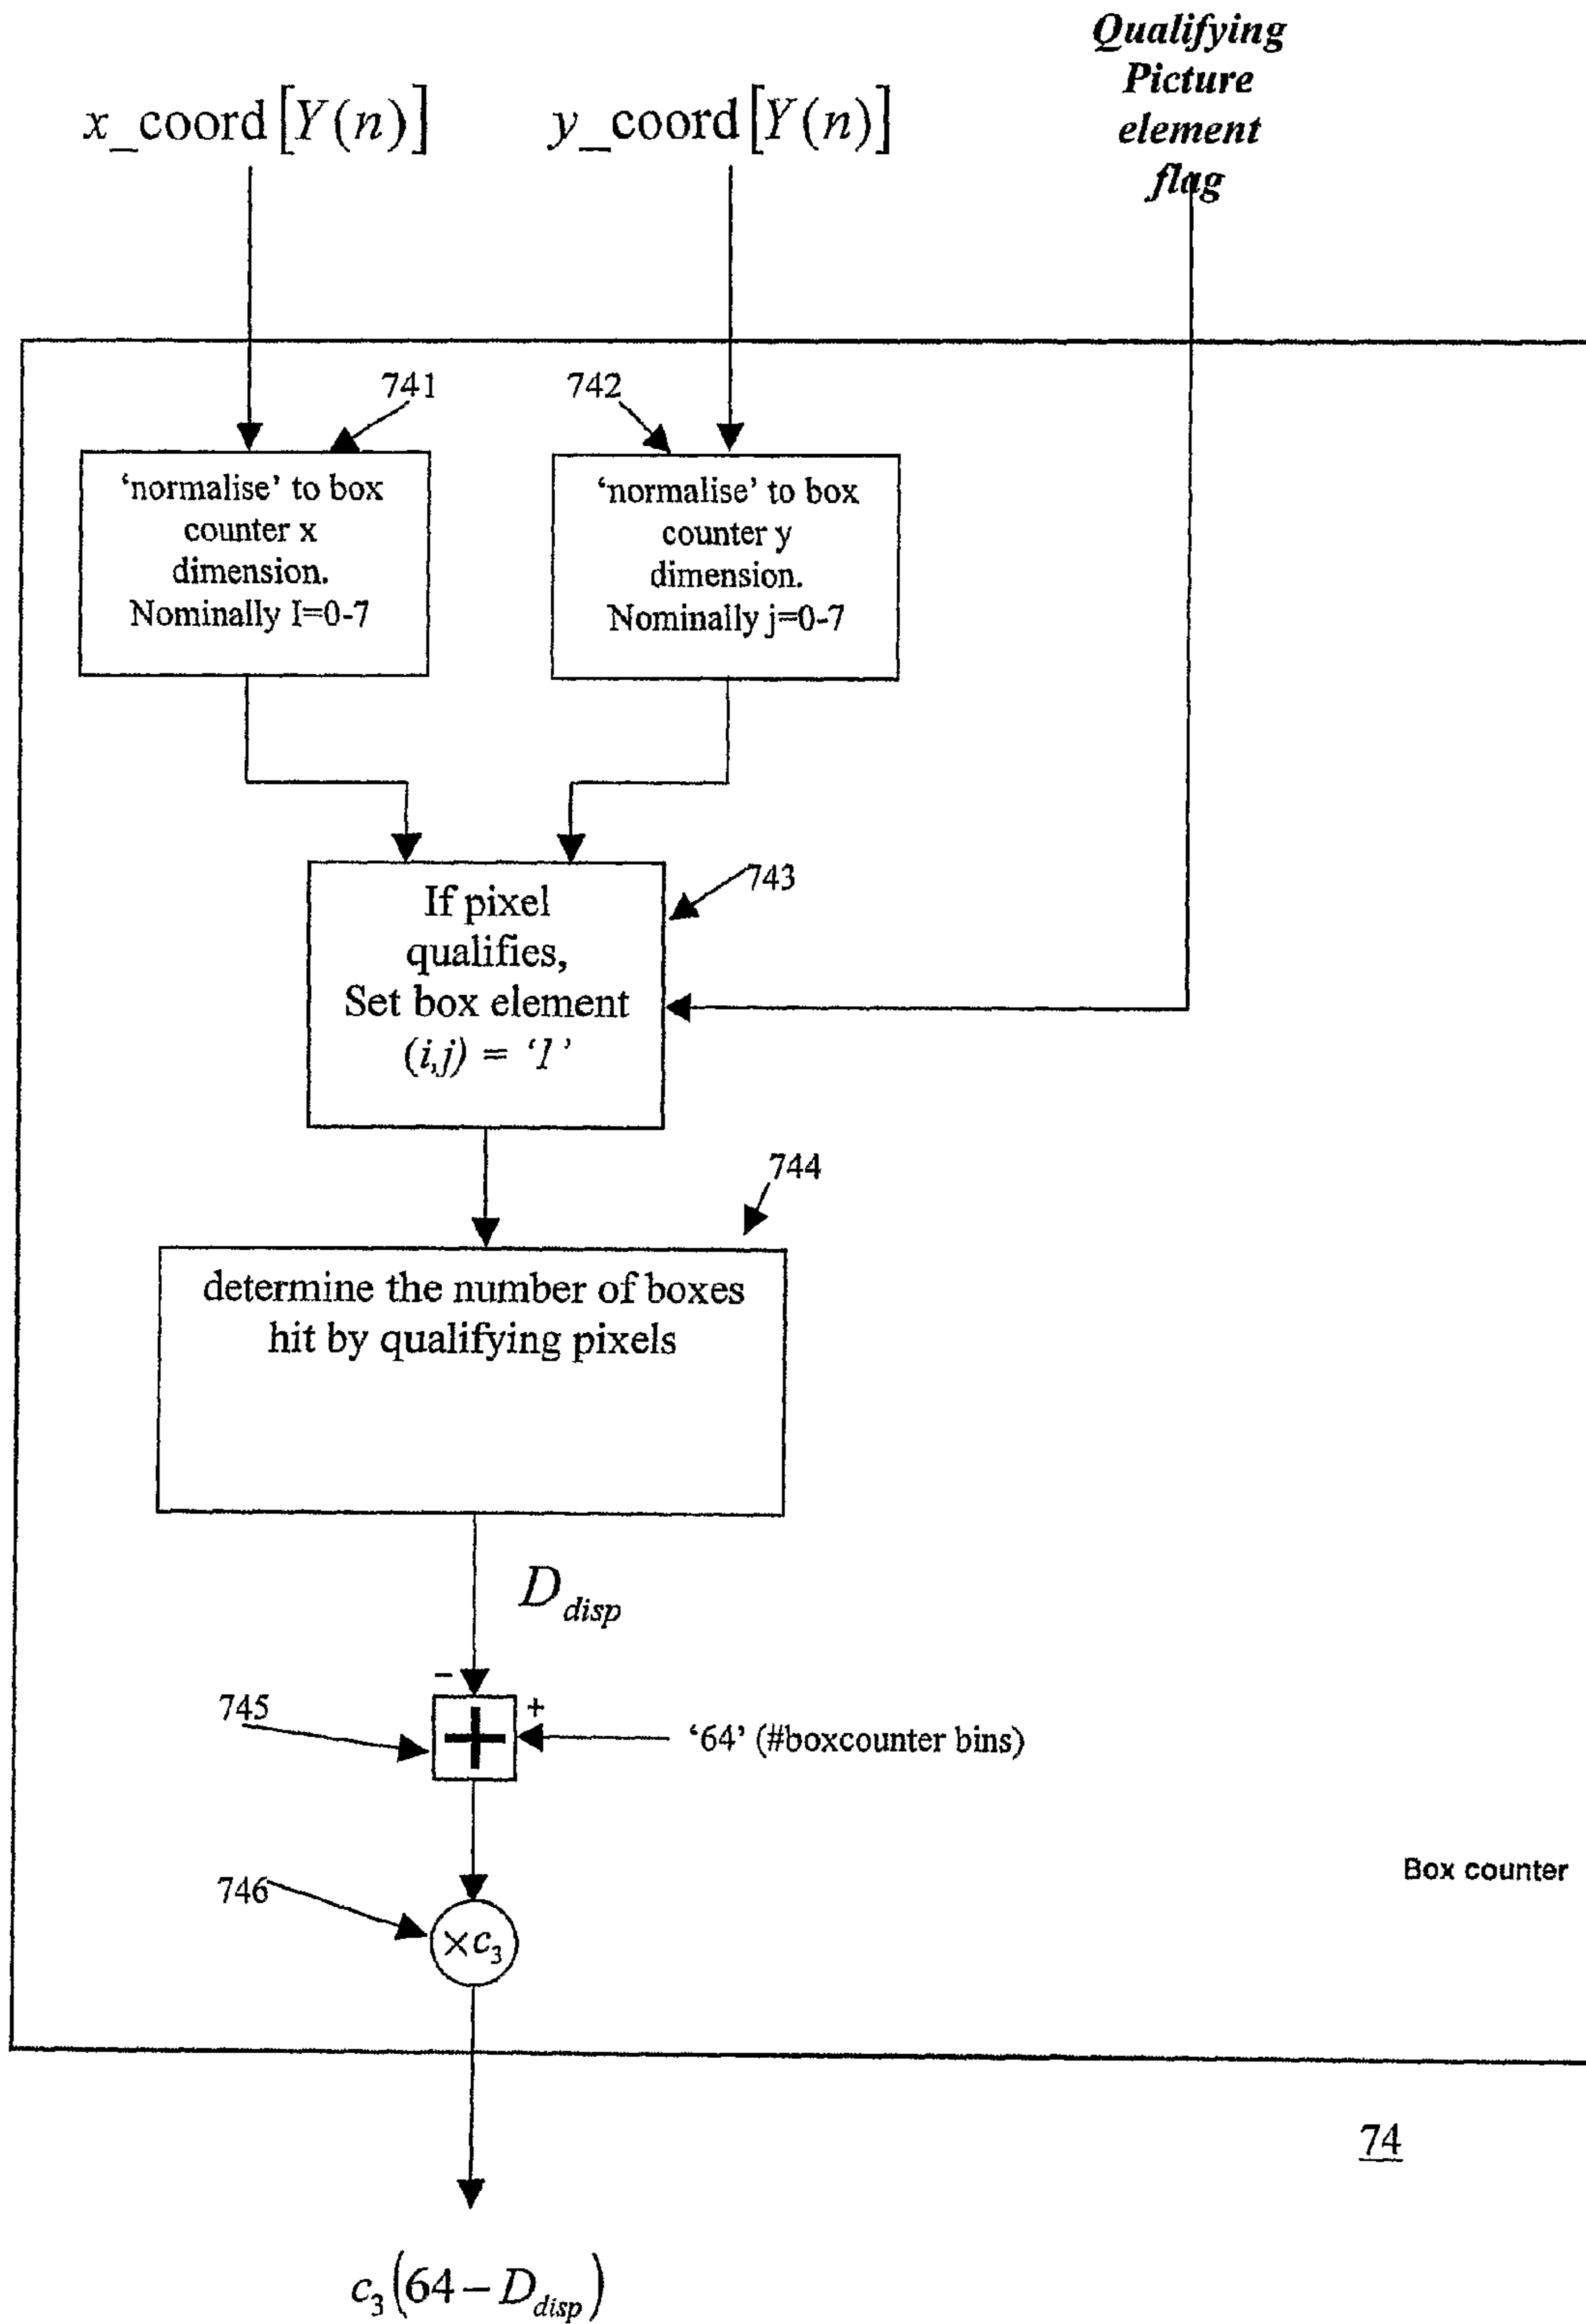 Qualifying
Picture
element
flag
x_coord[Y(n)]
y_coord[Y(n)]
741
742
'normalise' to box
counter x
dimension.
Nominally I=0-7
'normalise' to box
counter y
dimension.
Nominally j=0-7
743
If pixel
qualifies,
Set box element
(i,j) = '1'
744
determine the number of boxes
hit by qualifying pixels
D_disp
−
+
745
+
'64' (#boxcounter bins)
Box counter
746
×c₃
74
c₃(64−D_disp)